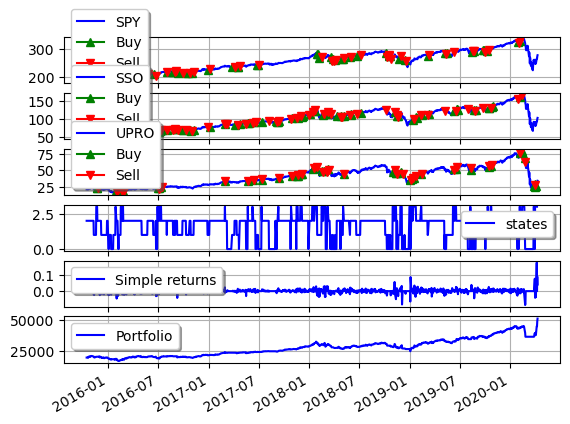 SPY
Buy
Sell
300
200
SSO
Buy
Sell
150
100
50
UPRO
Buy
Sell
75
50
25
states
2.5
0.0
Simple returns
0.1
0.0
Portfolio
50000
25000
2016-01 2016-07 2017-01 2017-07 2018-01 2018-07 2019-01 2019-07 2020-01